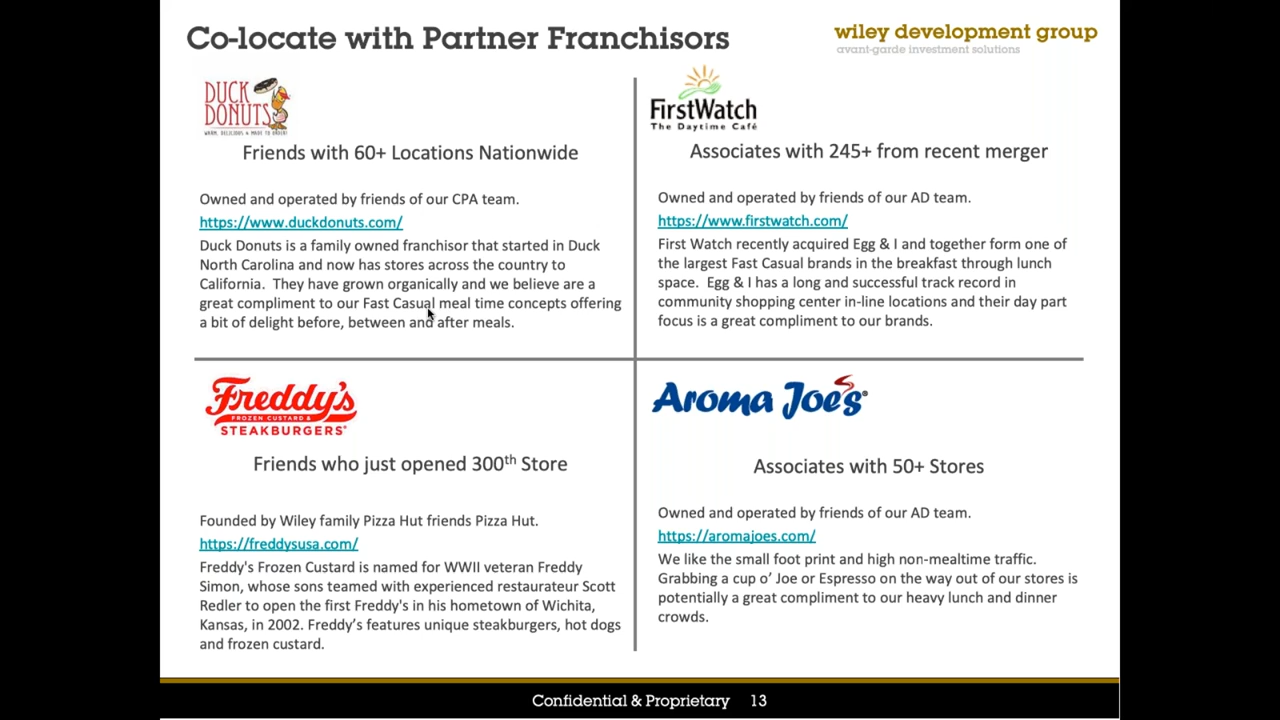 Co-locate with Partner Franchisors
wiley development group
avant-garde investment solutions
DUCK
DONUTS
WARM, DELICIOUS & MADE TO ORDER!
Friends with 60+ Locations Nationwide
Owned and operated by friends of our CPA team.
https://www.duckdonuts.com/
Duck Donuts is a family owned franchisor that started in Duck
North Carolina and now has stores across the country to
California. They have grown organically and we believe are a
great compliment to our Fast Casual meal time concepts offering
a bit of delight before, between and after meals.
FirstWatch
The Daytime Café
Associates with 245+ from recent merger
Owned and operated by friends of our AD team.
https://www.firstwatch.com/
First Watch recently acquired Egg & I and together form one of
the largest Fast Casual brands in the breakfast through lunch
space. Egg & I has a long and successful track record in
community shopping center in-line locations and their day part
focus is a great compliment to our brands.
Freddy's
FROZEN CUSTARD &
STEAKBURGERS®
Friends who just opened 300th Store
Founded by Wiley family Pizza Hut friends Pizza Hut.
https://freddysusa.com/
Freddy's Frozen Custard is named for WWII veteran Freddy
Simon, whose sons teamed with experienced restaurateur Scott
Redler to open the first Freddy's in his hometown of Wichita,
Kansas, in 2002. Freddy’s features unique steakburgers, hot dogs
and frozen custard.
Aroma Joe's®
Associates with 50+ Stores
Owned and operated by friends of our AD team.
https://aromajoes.com/
We like the small foot print and high non-mealtime traffic.
Grabbing a cup o’ Joe or Espresso on the way out of our stores is
potentially a great compliment to our heavy lunch and dinner
crowds.
Confidential & Proprietary 13